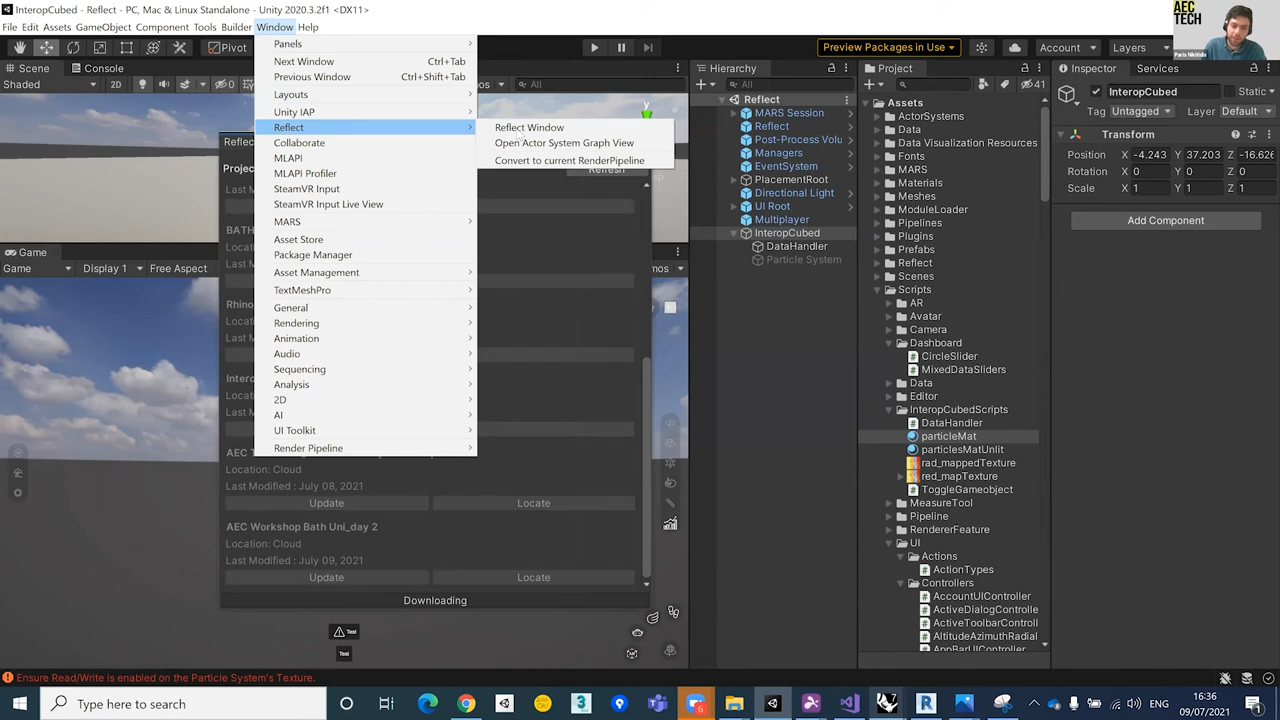 InteropCubed - Reflect - PC, Mac & Linux Standalone - Unity 2020.3.2f1 <DX11>
File Edit Assets GameObject Component Tools Builder Window Help
Pivot
Preview Packages in Use
Account
Layers
AEC
TECH
Paris Nikitidis
Scene
Console
Shaded
All
y
Panels
Next Window Ctrl+Tab
Previous Window Ctrl+Shift+Tab
Layouts
Unity IAP
Reflect
Collaborate
MLAPI
MLAPI Profiler
SteamVR Input
SteamVR Input Live View
MARS
Asset Store
Package Manager
Asset Management
TextMeshPro
General
Rendering
Animation
Audio
Sequencing
Analysis
2D
AI
UI Toolkit
Render Pipeline
Reflect Window
Open Actor System Graph View
Convert to current RenderPipeline
Refresh
Game
Game
Display 1
Free Aspect
Location: Cloud
Last Modified : July 08, 2021
Update
Locate
AEC Workshop Bath Uni_day 2
Location: Cloud
Last Modified : July 09, 2021
Update
Locate
Downloading
Test
Test
Hierarchy
All
Reflect
MARS Session
Reflect
Post-Process Volu
Managers
EventSystem
PlacementRoot
Directional Light
UI Root
Multiplayer
InteropCubed
DataHandler
Particle System
Project
41
Assets
ActorSystems
Data
Data Visualization Resources
Fonts
MARS
Materials
Meshes
ModuleLoader
Pipelines
Plugins
Prefabs
Reflect
Scenes
Scripts
AR
Avatar
Camera
Dashboard
CircleSlider
MixedDataSliders
Data
Editor
InteropCubedScripts
DataHandler
particleMat
particlesMatUnlit
rad_mappedTexture
red_mapTexture
ToggleGameobject
MeasureTool
Pipeline
RendererFeature
UI
Actions
ActionTypes
Controllers
AccountUIController
ActiveDialogControlle
ActiveToolbarControll
AltitudeAzimuthRadial
AppBarUIController
Inspector
Services
InteropCubed
Static
Tag Untagged
Layer Default
Transform
Position X -4.243 Y 37.203 Z -16.626
Rotation X 0 Y 0 Z 0
Scale X 1 Y 1 Z 1
Add Component
Ensure Read/Write is enabled on the Particle System's Texture.
Type here to search
6
ENG
16:36
09/07/2021